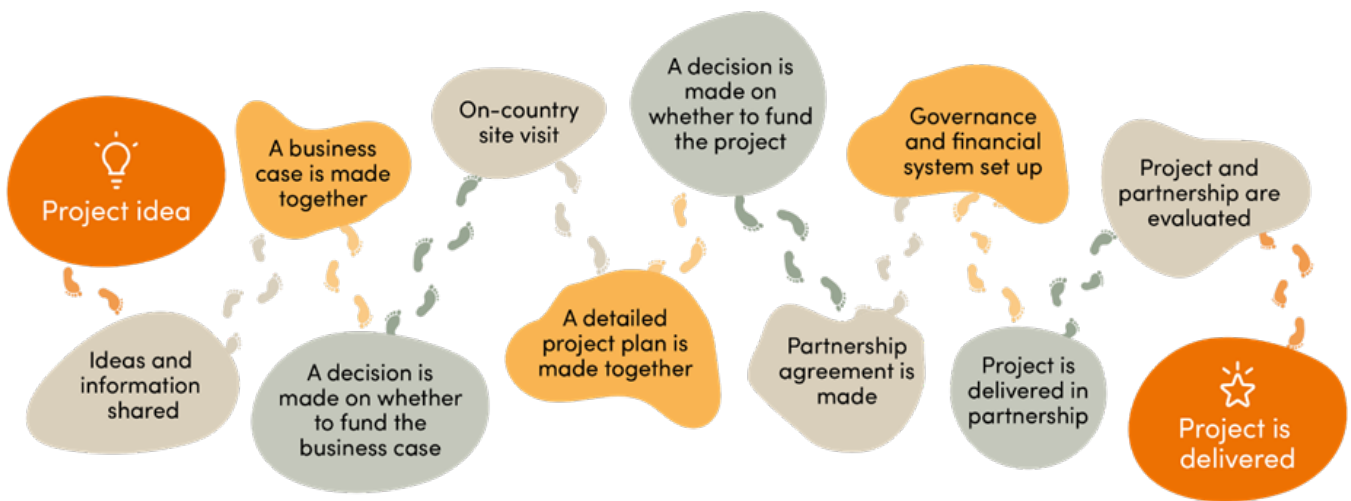 Project idea
Ideas and
information
shared
A business
case is made
together
A decision is
made on whether
to fund the
business case
On-country
site visit
A detailed
project plan is
made together
A decision is
made on
whether to fund
the project
Partnership
agreement is
made
Governance
and financial
system set up
Project is
delivered in
partnership
Project and
partnership are
evaluated
Project is
delivered